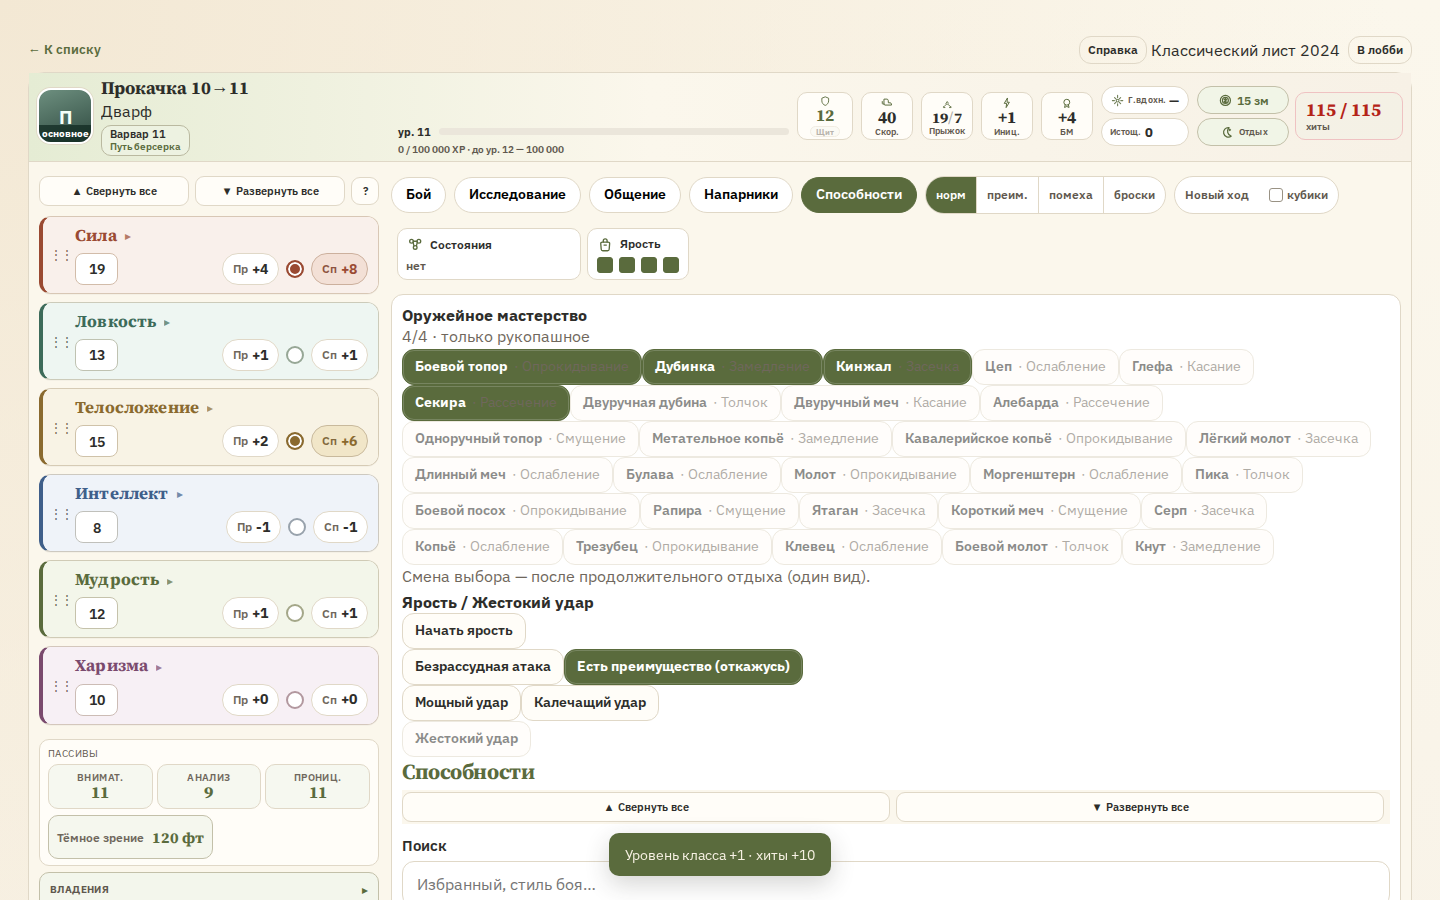 ← К списку
Справка Классический лист 2024 В лобби
П
основное
Прокачка 10→11
Дварф
Варвар 11
Путь берсерка
ур. 11
0 / 100 000 XP · до ур. 12 — 100 000
12
Щит
40
Скор.
19/7
Прыжок
+1
Иниц.
+4
БМ
Г.вдохн. —
Истощ. 0
15 зм
Отдых
115 / 115
хиты
▲ Свернуть все
▼ Развернуть все
?
Сила ▸
19 Пр +4 Сп +8
Ловкость ▸
13 Пр +1 Сп +1
Телосложение ▸
15 Пр +2 Сп +6
Интеллект ▸
8 Пр -1 Сп -1
Мудрость ▸
12 Пр +1 Сп +1
Харизма ▸
10 Пр +0 Сп +0
ПАССИВЫ
ВНИМАТ.
11
АНАЛИЗ
9
ПРОНИЦ.
11
Тёмное зрение 120 фт
ВЛАДЕНИЯ ▸
Бой Исследование Общение Напарники Способности норм преим. помеха броски Новый ход кубики
Состояния
нет
Ярость
Оружейное мастерство
4/4 · только рукопашное
Боевой топор · Опрокидывание Дубинка · Замедление Кинжал · Засечка Цеп · Ослабление Глефа · Касание
Секира · Рассечение Двуручная дубина · Толчок Двуручный меч · Касание Алебарда · Рассечение
Одноручный топор · Смущение Метательное копьё · Замедление Кавалерийское копьё · Опрокидывание Лёгкий молот · Засечка
Длинный меч · Ослабление Булава · Ослабление Молот · Опрокидывание Моргенштерн · Ослабление Пика · Толчок
Боевой посох · Опрокидывание Рапира · Смущение Ятаган · Засечка Короткий меч · Смущение Серп · Засечка
Копьё · Ослабление Трезубец · Опрокидывание Клевец · Ослабление Боевой молот · Толчок Кнут · Замедление
Смена выбора — после продолжительного отдыха (один вид).
Ярость / Жестокий удар
Начать ярость
Безрассудная атака Есть преимущество (откажусь)
Мощный удар Калечащий удар
Жестокий удар
Способности
▲ Свернуть все
▼ Развернуть все
Поиск
Избранный, стиль боя…
Уровень класса +1 · хиты +10